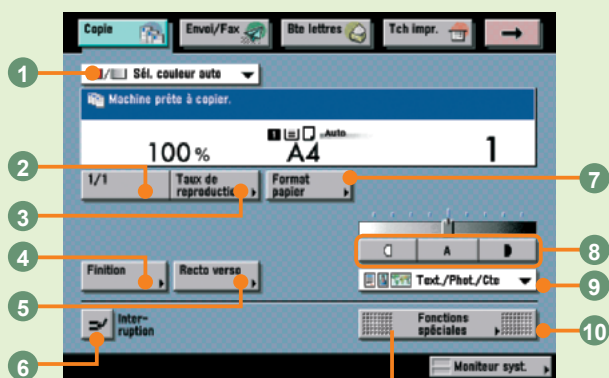 Copie
Envoi/Fax
Bte lettres
Tch impr.
1
Sél. couleur auto
Machine prête à copier.
1
Auto
100 %
A4
1
2
1/1
Taux de
reproduction
Format
papier
7
3
A
8
4
Finition
Recto verso
Text./Phot./Cte
9
5
Inter-
ruption
Fonctions
spéciales
10
6
Moniteur syst.